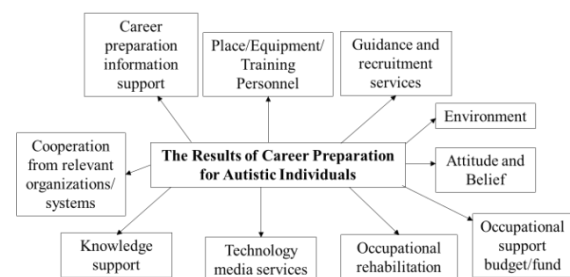 Career
preparation
information
support
Place/Equipment/
Training
Personnel
Guidance and
recruitment
services
Environment
Cooperation
from relevant
organizations/
systems
The Results of Career Preparation
for Autistic Individuals
Attitude and
Belief
Knowledge
support
Technology
media services
Occupational
rehabilitation
Occupational
support
budget/fund